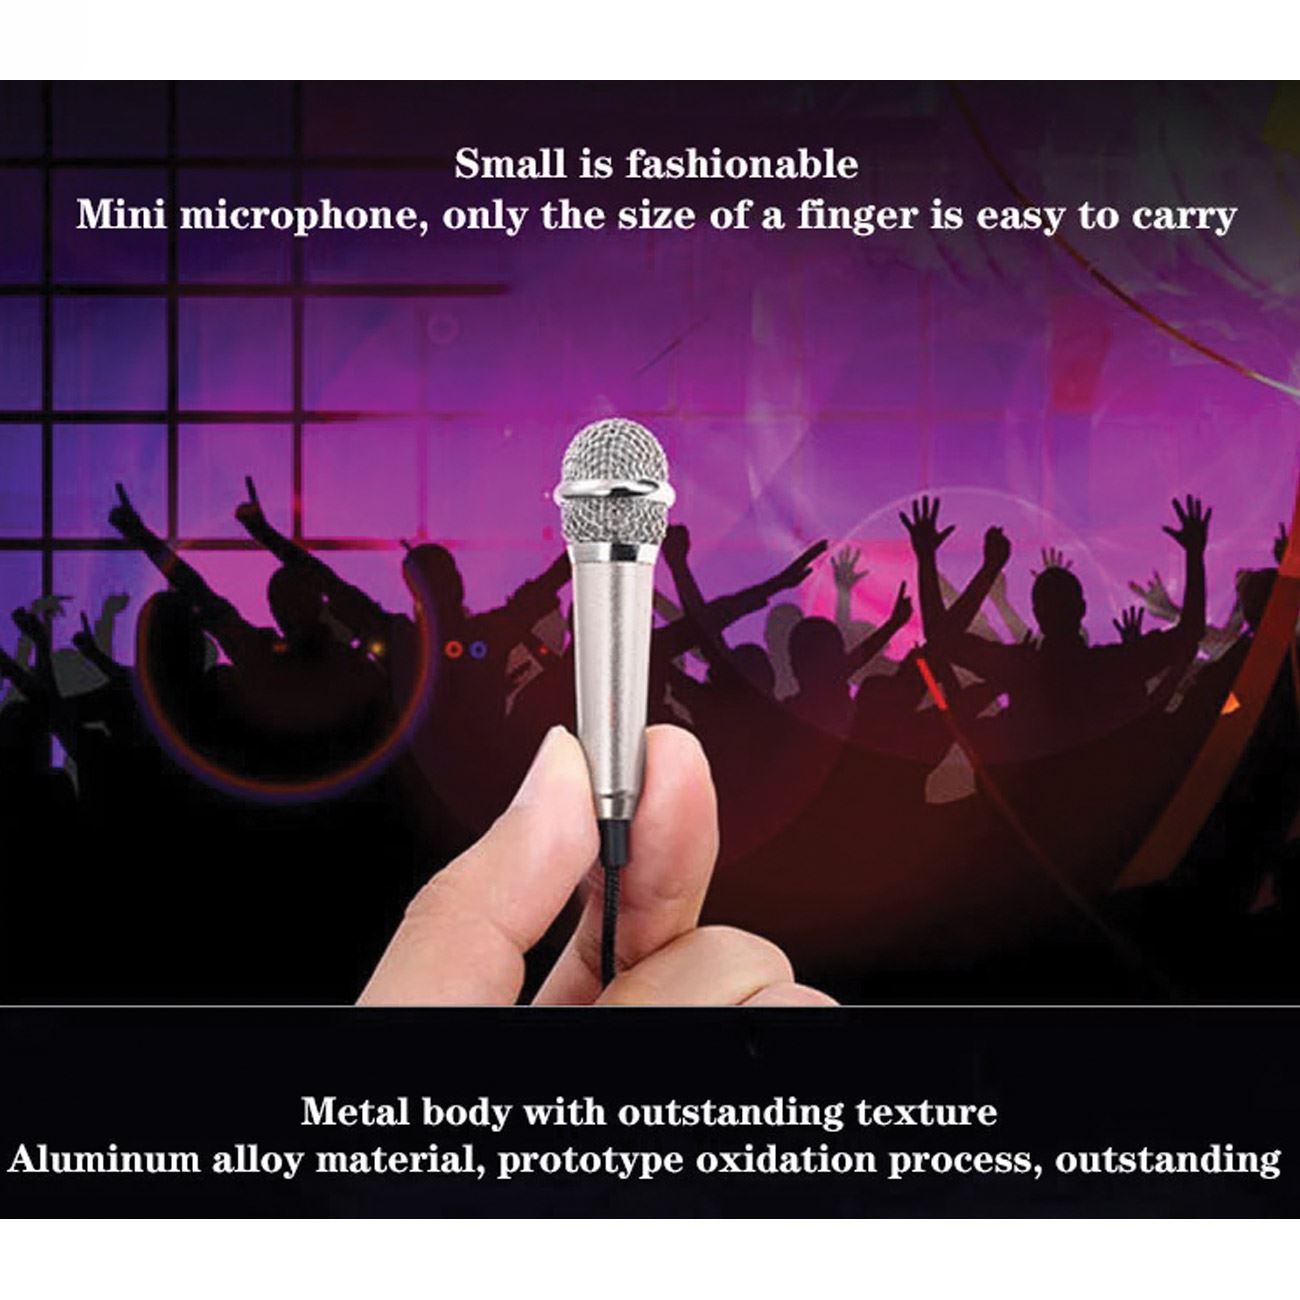 Small is fashionable
Mini microphone, only the size of a finger is easy to carry
Metal body with outstanding texture
Aluminum alloy material, prototype oxidation process, outstanding